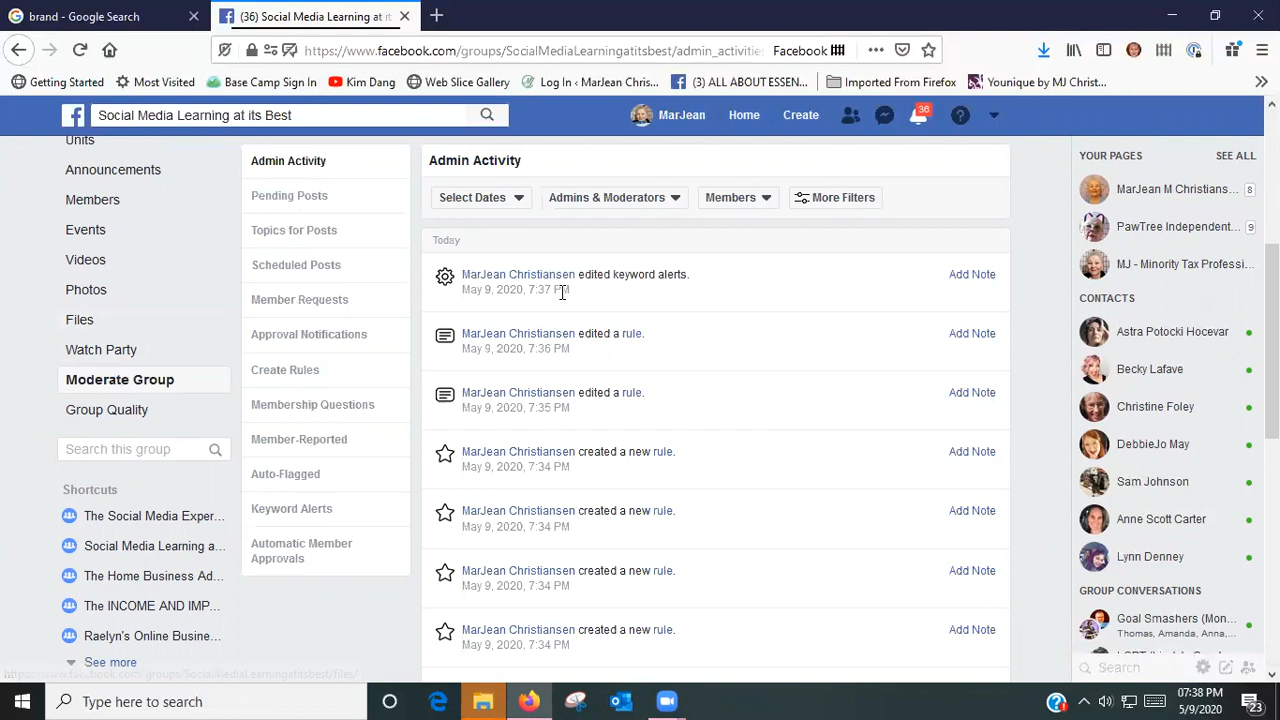 brand - Google Search
(36) Social Media Learning at it
https://www.facebook.com/groups/SocialMediaLearningatitsbest/admin_activities
Facebook
Getting Started
Most Visited
Base Camp Sign In
Kim Dang
Web Slice Gallery
Log In ‹ MarJean Chris...
(3) ALL ABOUT ESSEN...
Imported From Firefox
Younique by MJ Christ...
Social Media Learning at its Best
MarJean
Home
Create
36
Units
Announcements
Members
Events
Videos
Photos
Files
Watch Party
Moderate Group
Group Quality
Search this group
Shortcuts
The Social Media Exper...
Social Media Learning a...
The Home Business Ad...
The INCOME AND IMP...
Raelyn's Online Busine...
See more
https://www.facebook.com/groups/SocialMediaLearningatitsbest/files/
Admin Activity
Pending Posts
Topics for Posts
Scheduled Posts
Member Requests
Approval Notifications
Create Rules
Membership Questions
Member-Reported
Auto-Flagged
Keyword Alerts
Automatic Member
Approvals
Admin Activity
Select Dates
Admins & Moderators
Members
More Filters
Today
MarJean Christiansen edited keyword alerts.
Add Note
May 9, 2020, 7:37 PM
MarJean Christiansen edited a rule.
Add Note
May 9, 2020, 7:36 PM
MarJean Christiansen edited a rule.
Add Note
May 9, 2020, 7:35 PM
MarJean Christiansen created a new rule.
Add Note
May 9, 2020, 7:34 PM
MarJean Christiansen created a new rule.
Add Note
May 9, 2020, 7:34 PM
MarJean Christiansen created a new rule.
Add Note
May 9, 2020, 7:34 PM
MarJean Christiansen created a new rule.
Add Note
May 9, 2020, 7:34 PM
YOUR PAGES
SEE ALL
MarJean M Christians...
8
PawTree Independent...
9
MJ - Minority Tax Professi...
CONTACTS
Astra Potocki Hocevar
Becky Lafave
Christine Foley
DebbieJo May
Sam Johnson
Anne Scott Carter
Lynn Denney
GROUP CONVERSATIONS
Goal Smashers (Mon...
Thomas, Amanda, Anna,...
Search
Type here to search
07:38 PM
5/9/2020
23